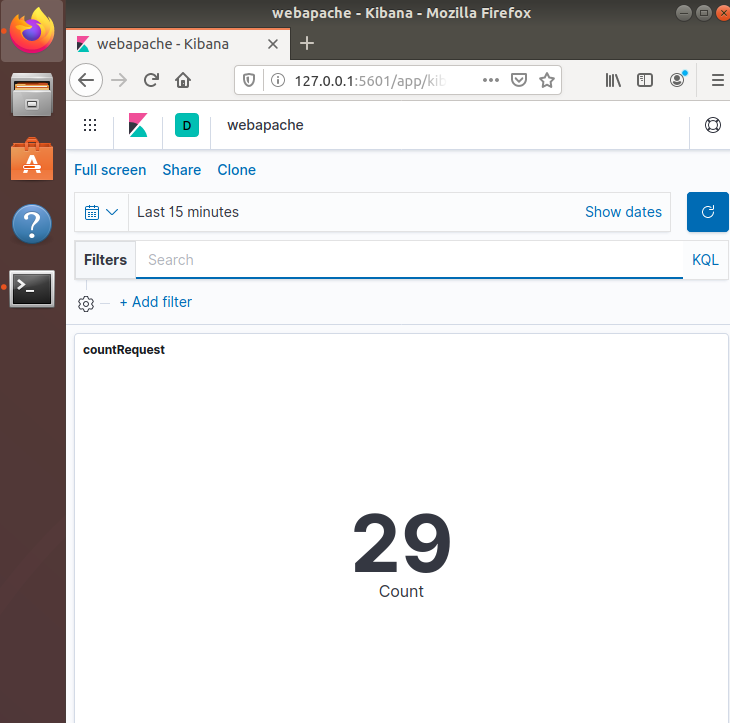 webapache - Kibana - Mozilla Firefox
webapache - Kibana
127.0.0.1:5601/app/kib
D
webapache
Full screen Share Clone
Last 15 minutes Show dates
Filters Search KQL
+ Add filter
countRequest
29
Count